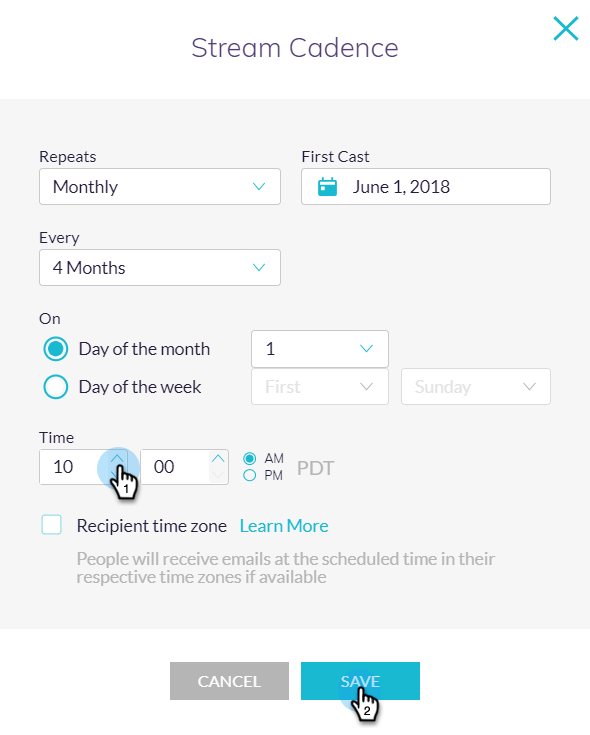 Stream Cadence
Repeats
First Cast
Monthly
June 1, 2018
Every
4 Months
On
Day of the month
1
Day of the week
First
Sunday
Time
10
00
AM
PM
PDT
1
Recipient time zone Learn More
People will receive emails at the scheduled time in their
respective time zones if available
CANCEL
SAVE
2